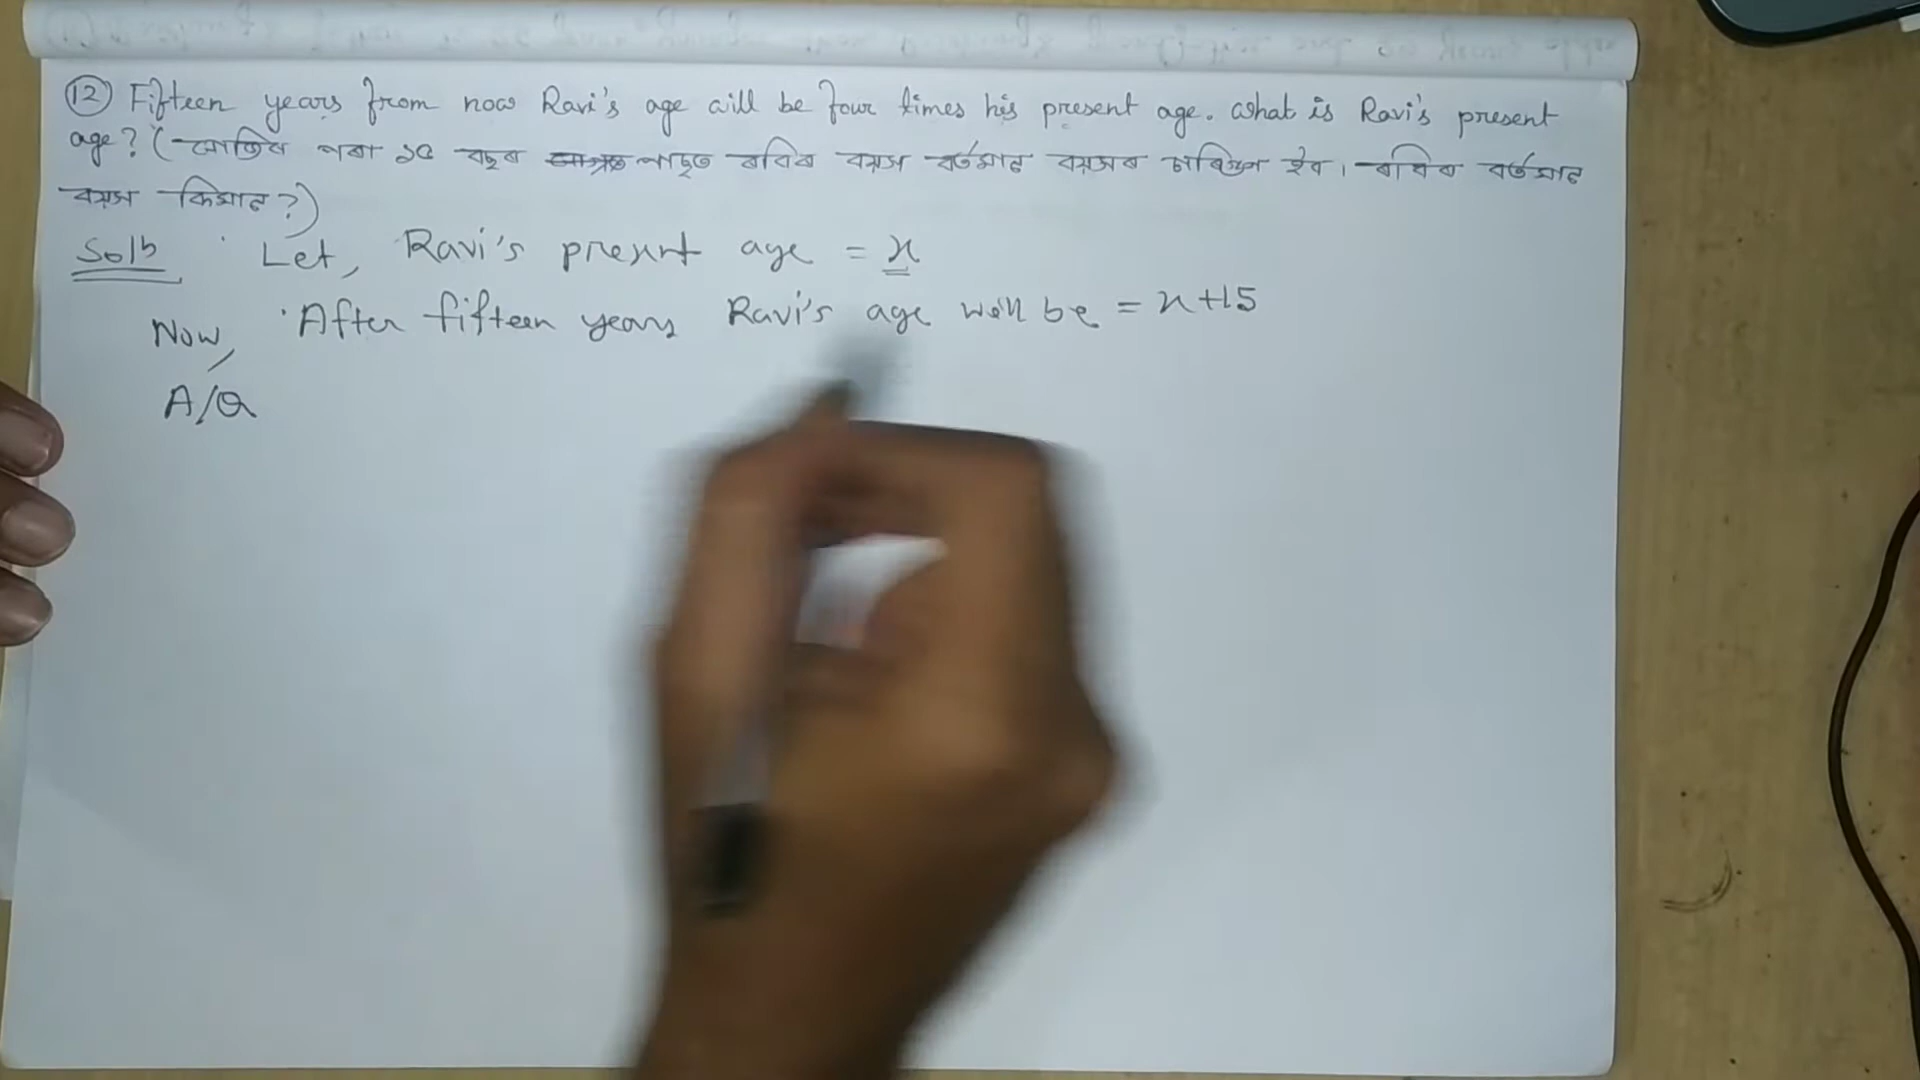 (12) Fifteen years from now Ravi's age will be four times his present age. What is Ravi's present
age? (আজিৰ পৰা ১৫ বছৰ পাছত ৰবিৰ বয়স বৰ্তমান বয়সৰ চাৰিগুণ হ'ব। ৰবিৰ বৰ্তমান
বয়স কিমান?)
Solⁿ Let, Ravi's present age = x
Now, After fifteen years Ravi's age will be = x+15
A/Q